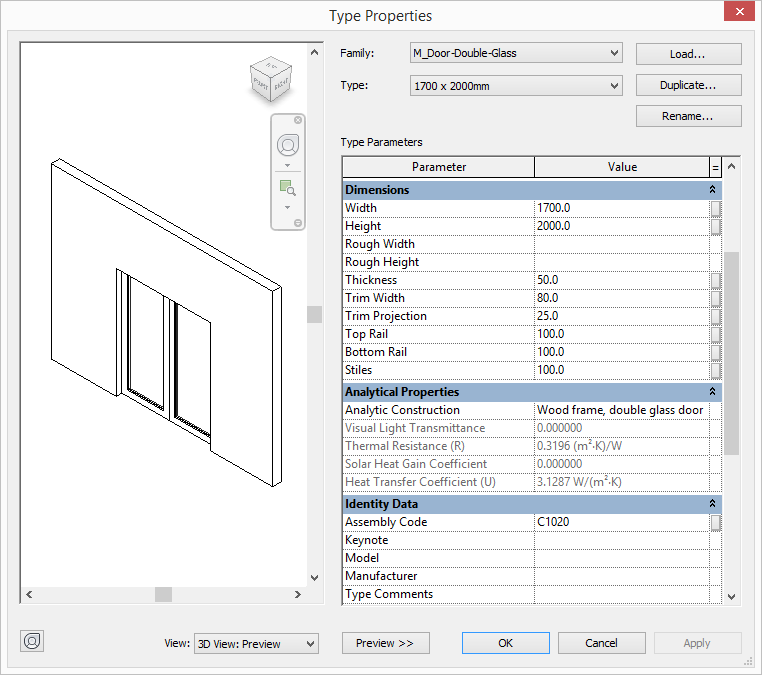 Type Properties
Family: M_Door-Double-Glass Load...
Type: 1700 x 2000mm Duplicate...
Rename...
Type Parameters
Parameter Value =
Dimensions
Width 1700.0
Height 2000.0
Rough Width
Rough Height
Thickness 50.0
Trim Width 80.0
Trim Projection 25.0
Top Rail 100.0
Bottom Rail 100.0
Stiles 100.0
Analytical Properties
Analytic Construction Wood frame, double glass door
Visual Light Transmittance 0.000000
Thermal Resistance (R) 0.3196 (m²·K)/W
Solar Heat Gain Coefficient 0.000000
Heat Transfer Coefficient (U) 3.1287 W/(m²·K)
Identity Data
Assembly Code C1020
Keynote
Model
Manufacturer
Type Comments
View: 3D View: Preview Preview >> OK Cancel Apply